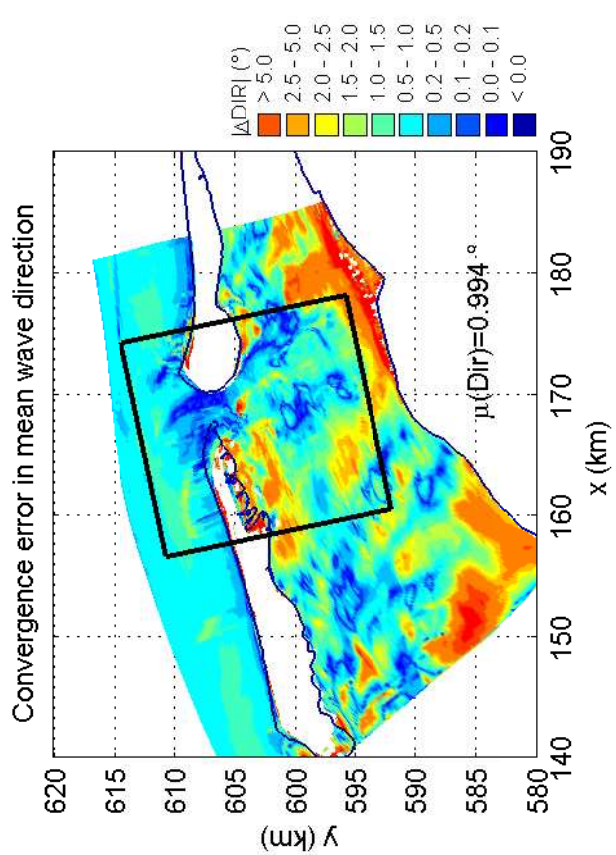 Convergence error in mean wave direction
|ΔDIR| (°)
> 5.0
2.5 - 5.0
2.0 - 2.5
1.5 - 2.0
1.0 - 1.5
0.5 - 1.0
0.2 - 0.5
0.1 - 0.2
0.0 - 0.1
< 0.0
620
615
610
605
600
595
590
585
580
y (km)
μ(Dir)=0.994 °
140
150
160
170
180
190
x (km)